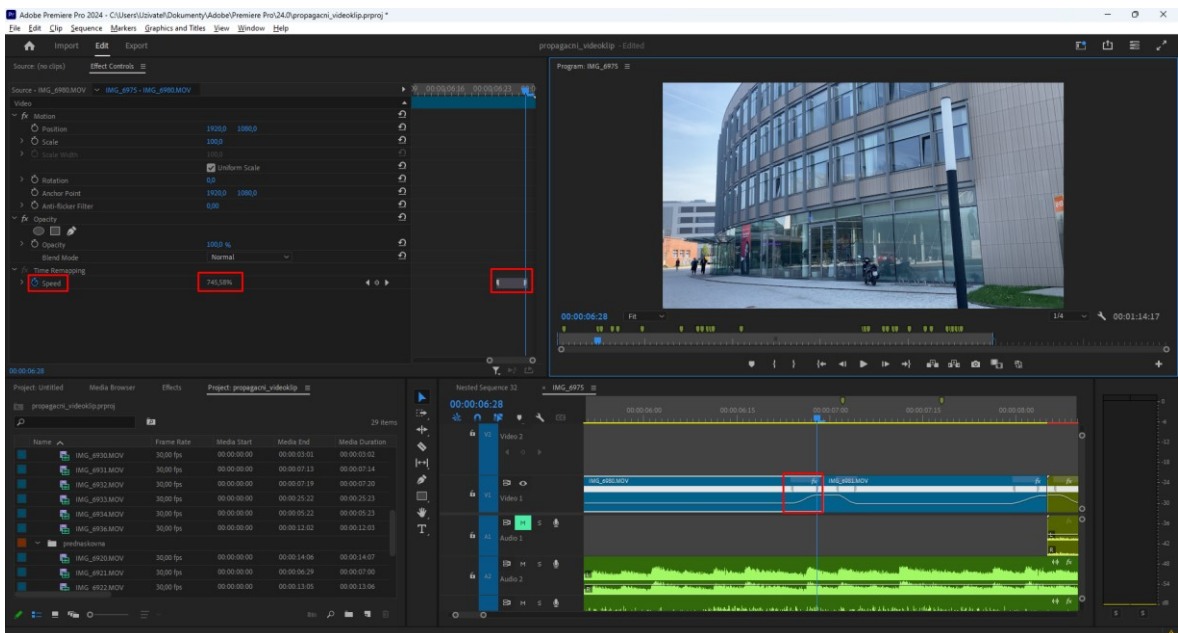 Adobe Premiere Pro 2024 - C:\Users\Uzivatel\Dokumenty\Adobe\Premiere Pro\24.0\propagacni_videoklip.prproj *
File Edit Clip Sequence Markers Graphics and Titles View Window Help
Import Edit Export
propagacni_videoklip - Edited
Source: (no clips) Effect Controls
Program: IMG_6975
Source - IMG_6980.MOV IMG_6975 - IMG_6980.MOV
00:00:06:16 00:00:06:23
Video
fx Motion
Position 1920,0 1080,0
Scale 100,0
Scale Width 100,0
Uniform Scale
Rotation 0,0
Anchor Point 1920,0 1080,0
Anti-flicker Filter 0,00
fx Opacity
Opacity 100,0 %
Blend Mode Normal
fx Time Remapping
Speed 745,58%
00:00:06:28 Fit 1/4 00:01:14:17
00:00:06:28
Project: Untitled Media Browser Effects Project: propagacni_videoklip
propagacni_videoklip.prproj
29 items
Name Frame Rate Media Start Media End Media Duration
IMG_6930.MOV 30,00 fps 00:00:00:00 00:00:03:01 00:00:03:02
IMG_6931.MOV 30,00 fps 00:00:00:00 00:00:07:13 00:00:07:14
IMG_6932.MOV 30,00 fps 00:00:00:00 00:00:07:19 00:00:07:20
IMG_6933.MOV 30,00 fps 00:00:00:00 00:00:25:22 00:00:25:23
IMG_6934.MOV 30,00 fps 00:00:00:00 00:00:05:22 00:00:05:23
IMG_6936.MOV 30,00 fps 00:00:00:00 00:00:12:02 00:00:12:03
prednaskovna
IMG_6920.MOV 30,00 fps 00:00:00:00 00:00:14:06 00:00:14:07
IMG_6921.MOV 30,00 fps 00:00:00:00 00:00:06:29 00:00:07:00
IMG_6922.MOV 30,00 fps 00:00:00:00 00:00:13:05 00:00:13:06
Nested Sequence 32 × IMG_6975
00:00:06:28
00:00:06:00 00:00:06:15 00:00:07:00 00:00:07:15 00:00:08:00
V2 Video 2
IMG_6980.MOV fx IMG_6981.MOV fx fx
V1 Video 1
M S
A1 Audio 1
M S
A2 Audio 2
M S
T
0
-6
-12
-18
-24
-30
-36
-42
-48
-54
dB
S S